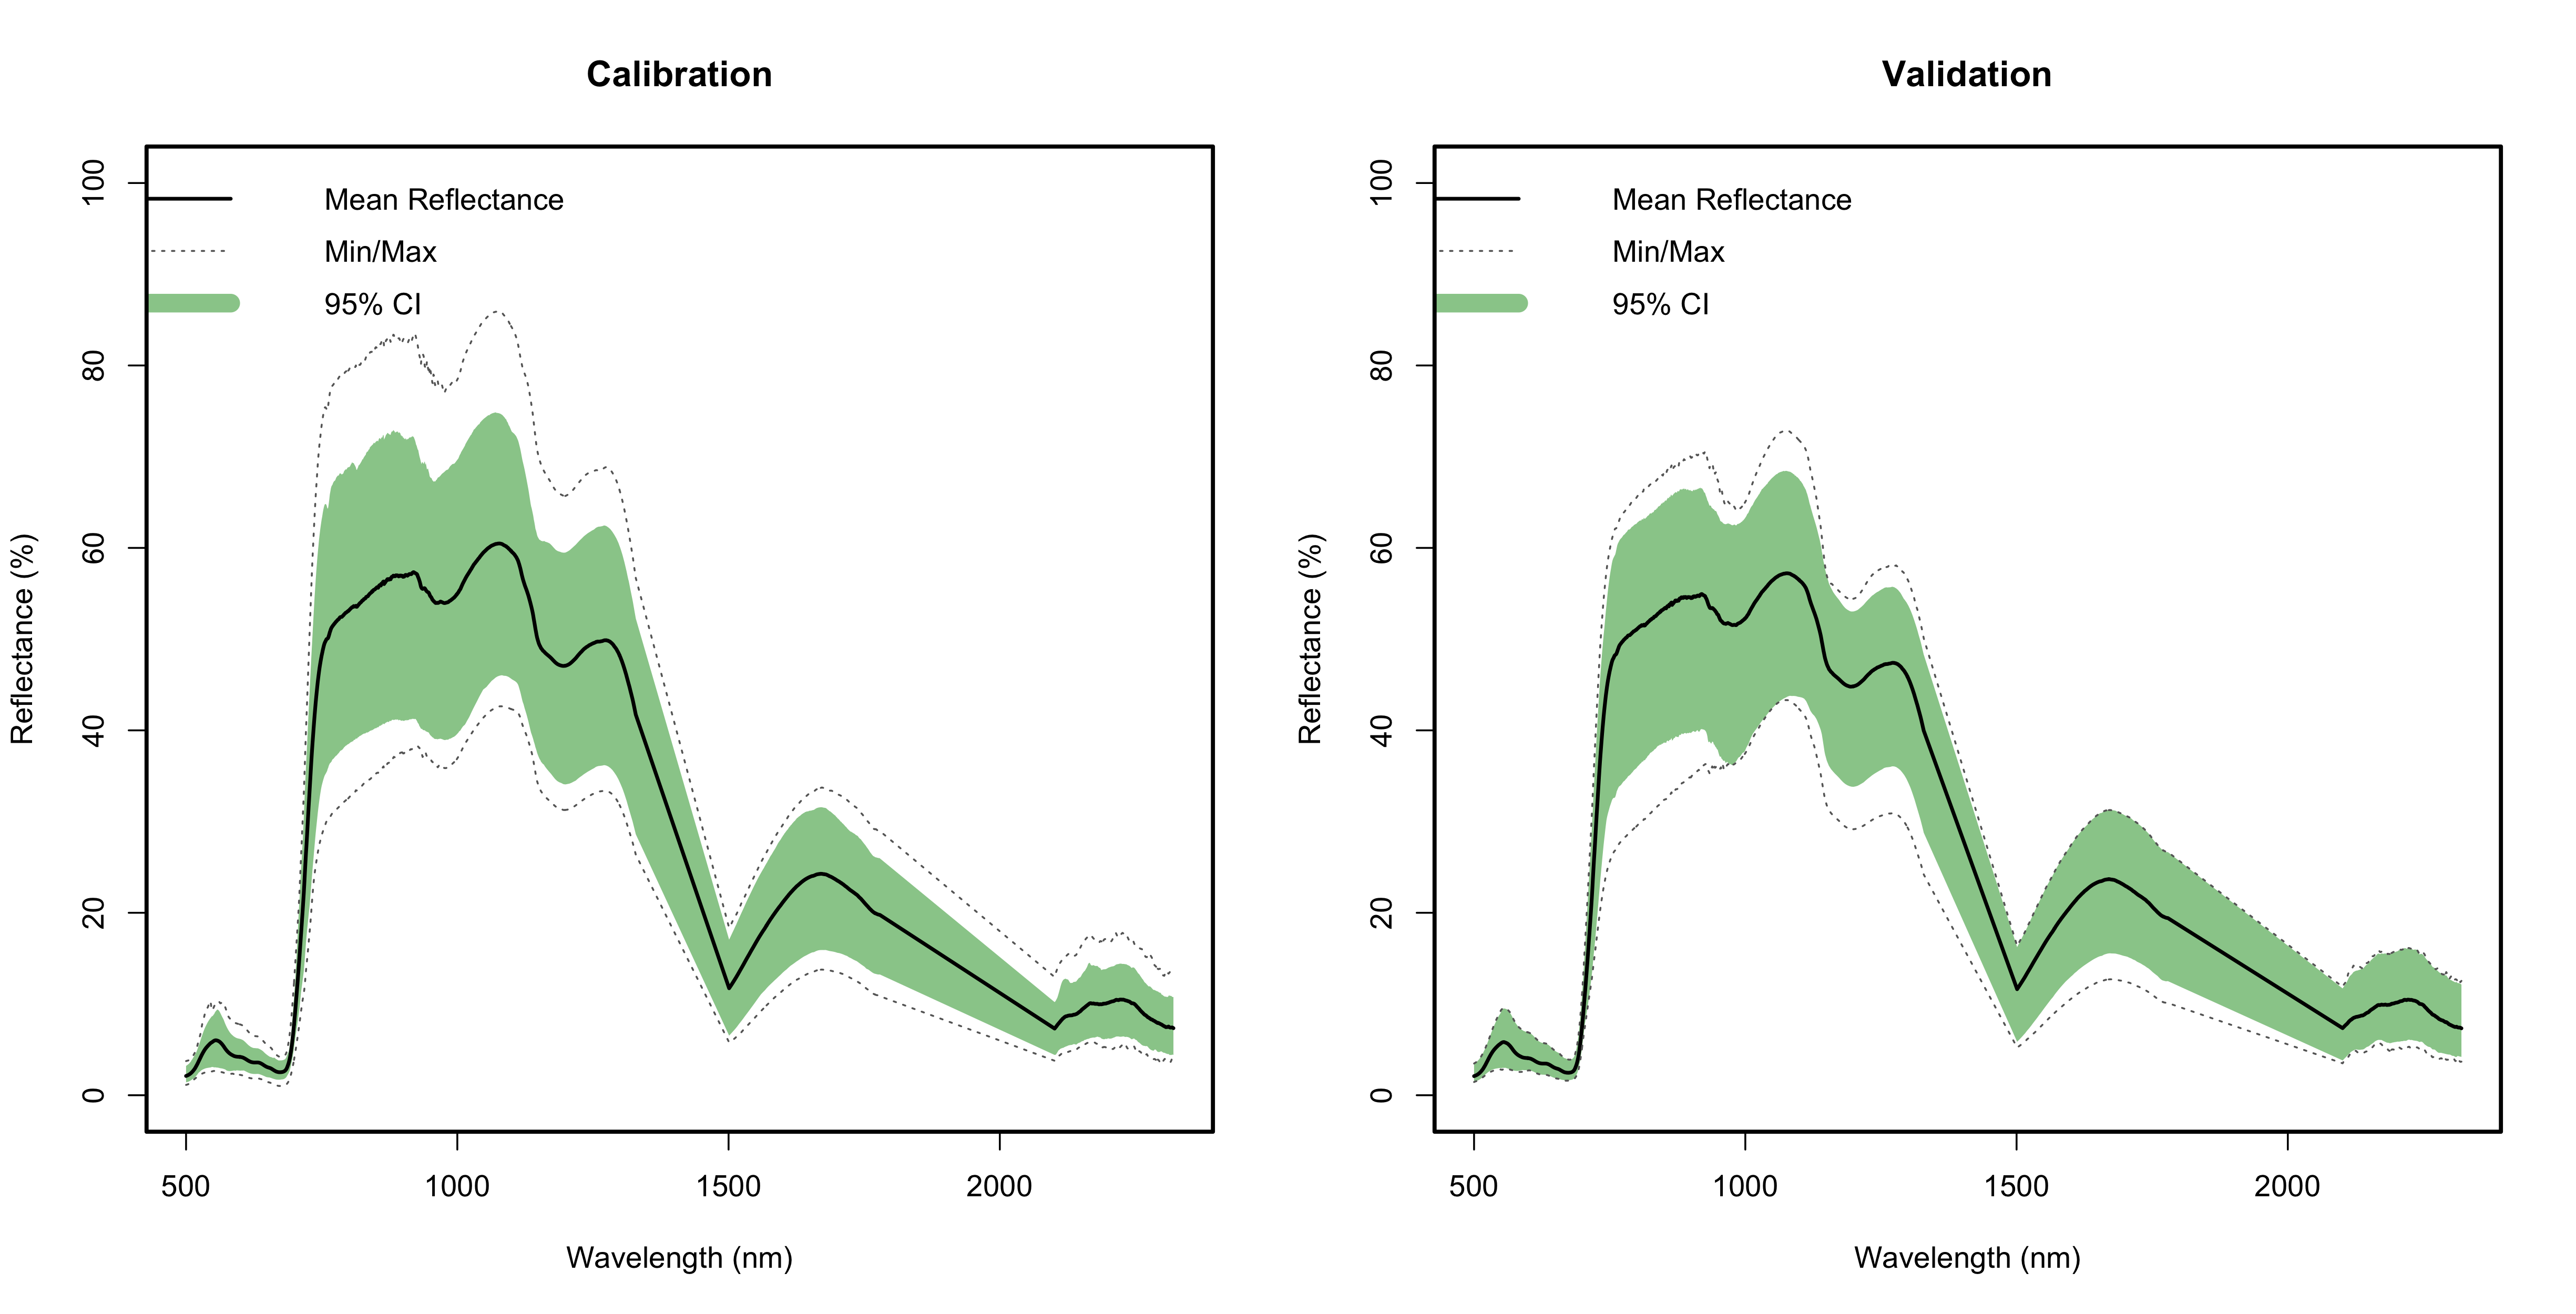 Calibration
Mean Reflectance
Min/Max
95% CI
Reflectance (%)
100
80
60
40
20
0
500 1000 1500 2000
Wavelength (nm)
Validation
Mean Reflectance
Min/Max
95% CI
Reflectance (%)
100
80
60
40
20
0
500 1000 1500 2000
Wavelength (nm)